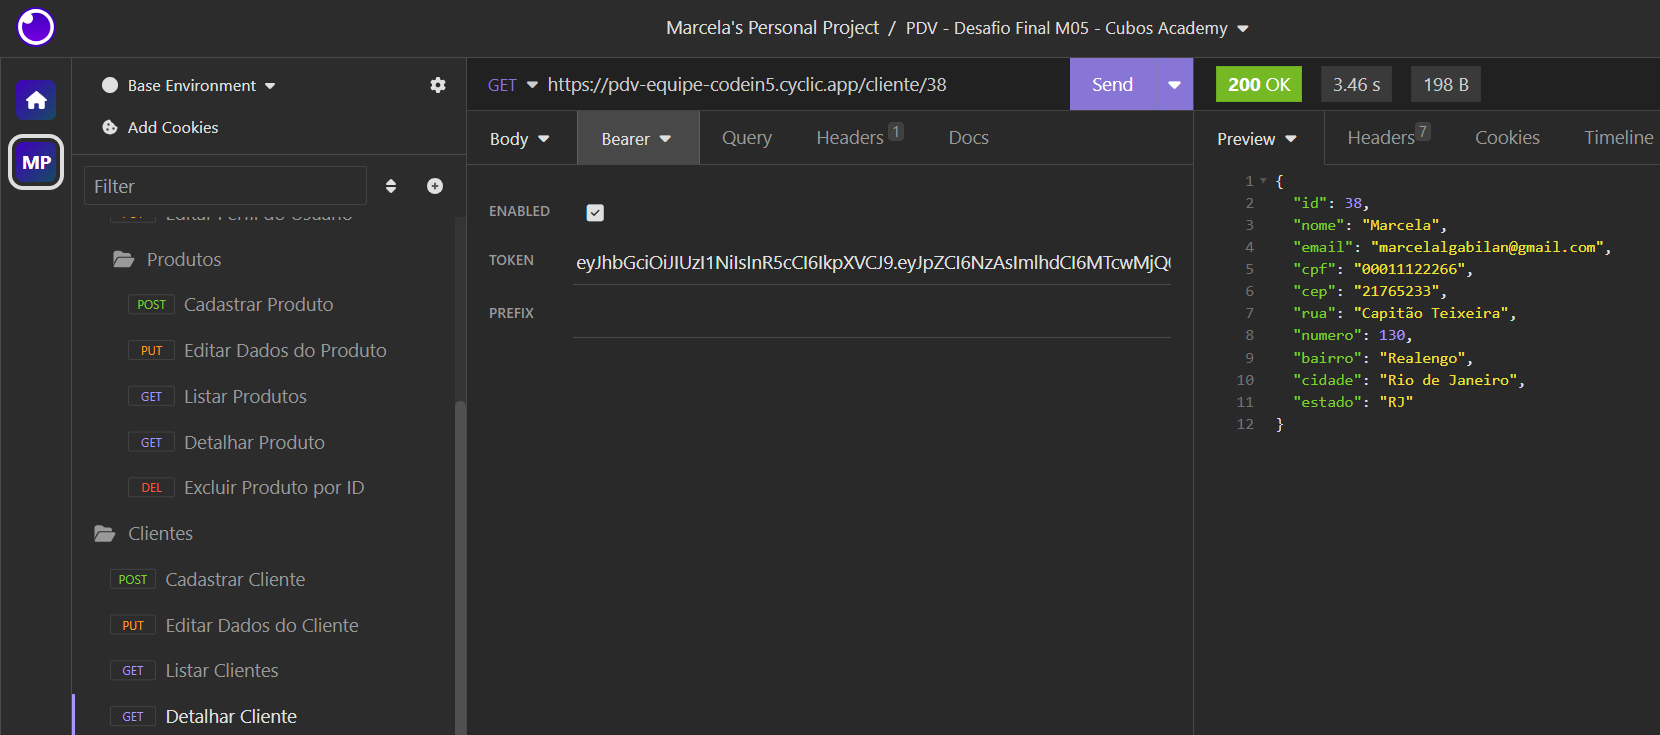 Marcela's Personal Project / PDV - Desafio Final M05 - Cubos Academy
MP
Base Environment
Add Cookies
Filter
Editar Perfil do Usuário
Produtos
POST Cadastrar Produto
PUT Editar Dados do Produto
GET Listar Produtos
GET Detalhar Produto
DEL Excluir Produto por ID
Clientes
POST Cadastrar Cliente
PUT Editar Dados do Cliente
GET Listar Clientes
GET Detalhar Cliente
GET https://pdv-equipe-codein5.cyclic.app/cliente/38 Send
Body Bearer Query Headers 1 Docs
ENABLED
TOKEN eyJhbGciOiJIUzI1NiIsInR5cCI6IkpXVCJ9.eyJpZCI6NzAsImlhdCI6MTcwMjQ
PREFIX
200 OK 3.46 s 198 B
Preview Headers 7 Cookies Timeline
1 {
2 "id": 38,
3 "nome": "Marcela",
4 "email": "marcelalgabilan@gmail.com",
5 "cpf": "00011122266",
6 "cep": "21765233",
7 "rua": "Capitão Teixeira",
8 "numero": 130,
9 "bairro": "Realengo",
10 "cidade": "Rio de Janeiro",
11 "estado": "RJ"
12 }